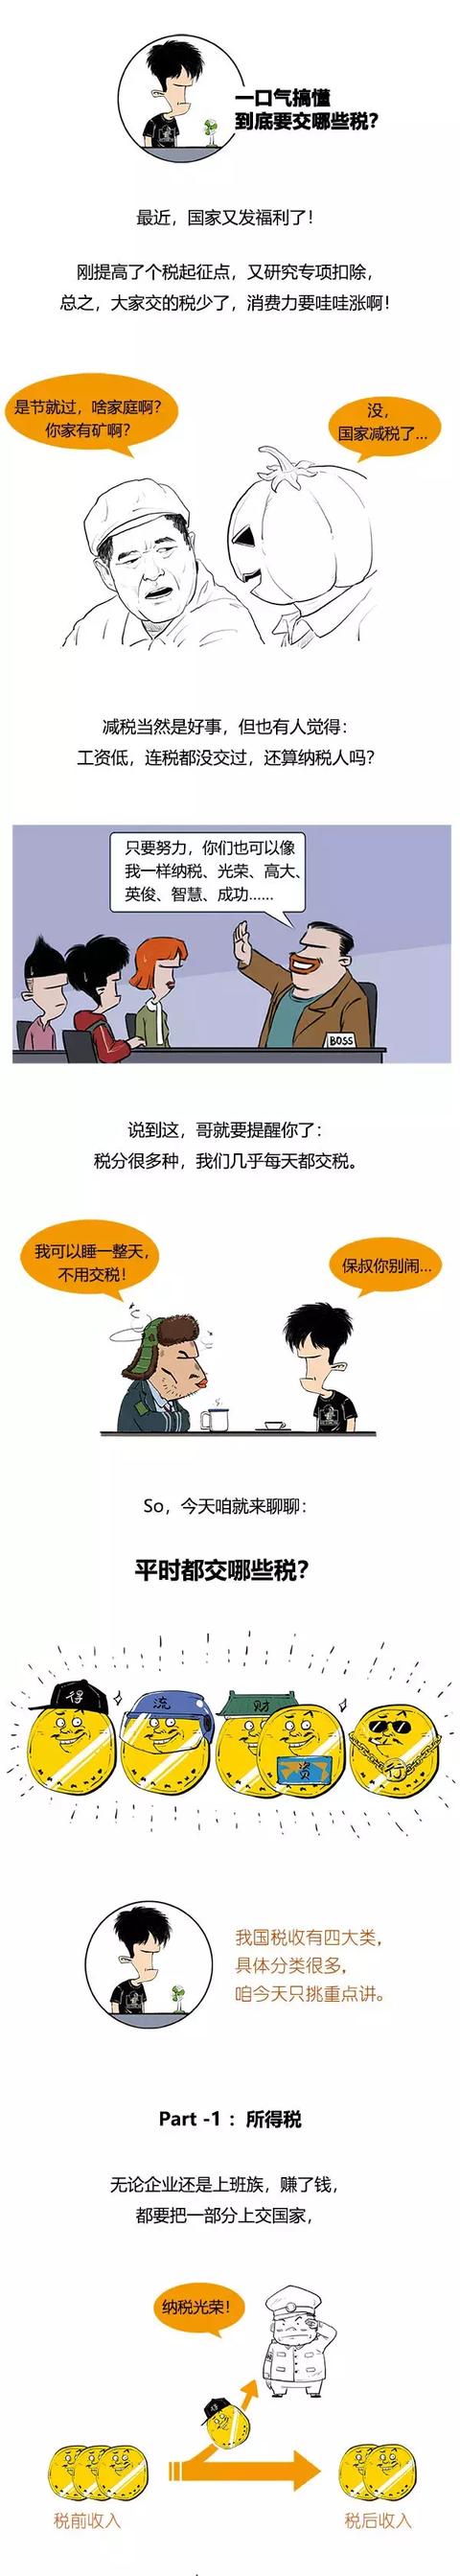 一口气搞懂
到底要交哪些税?
最近，国家又发福利了!
刚提高了个税起征点，又研究专项扣除，
总之，大家交的税少了，消费力要哇哇涨啊!
是节就过，啥家庭啊?
你家有矿啊?
没，
国家减税了...
减税当然是好事，但也有人觉得:
工资低，连税都没交过，还算纳税人吗?
只要努力，你们也可以像
我一样纳税、光荣、高大、
英俊、智慧、成功……
BOSS
说到这，哥就要提醒你了:
税分很多种，我们几乎每天都交税。
我可以睡一整天，
不用交税!
保叔你别闹...
So，今天咱就来聊聊:
平时都交哪些税?
得
流
财
资
行
我国税收有四大类，
具体分类很多，
咱今天只挑重点讲。
Part -1 : 所得税
无论企业还是上班族，赚了钱，
都要把一部分上交国家，
纳税光荣!
得
税前收入
税后收入